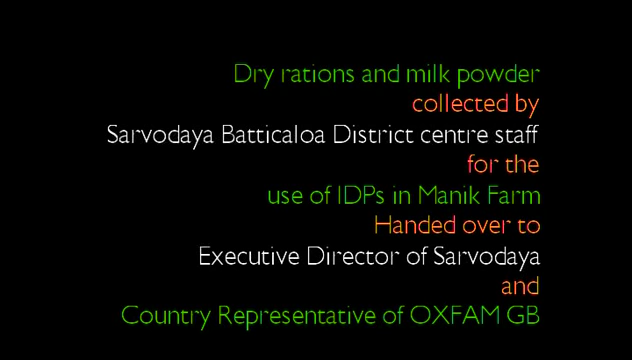 Dry rations and milk powder
collected by
Sarvodaya Batticaloa District centre staff
for the
use of IDPs in Manik Farm
Handed over to
Executive Director of Sarvodaya
and
Country Representative of OXFAM GB